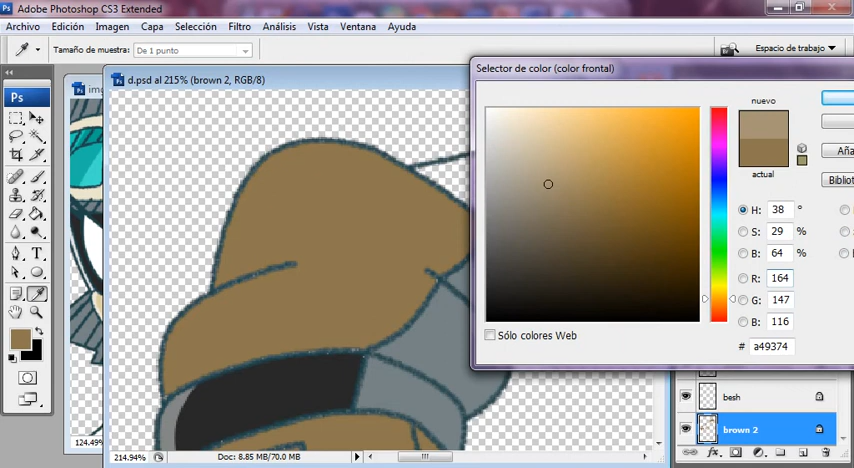 Ps Adobe Photoshop CS3 Extended
Archivo Edición Imagen Capa Selección Filtro Análisis Vista Ventana Ayuda
Tamaño de muestra: De 1 punto Espacio de trabajo
Ps
Ps d.psd al 215% (brown 2, RGB/8)
Selector de color (color frontal)
nuevo
actual
H: 38 °
S: 29 %
B: 64 %
R: 164
G: 147
B: 116
# a49374
Sólo colores Web
T
besh
brown 2
124.49%
214.94% Doc: 8.85 MB/70.0 MB
fx